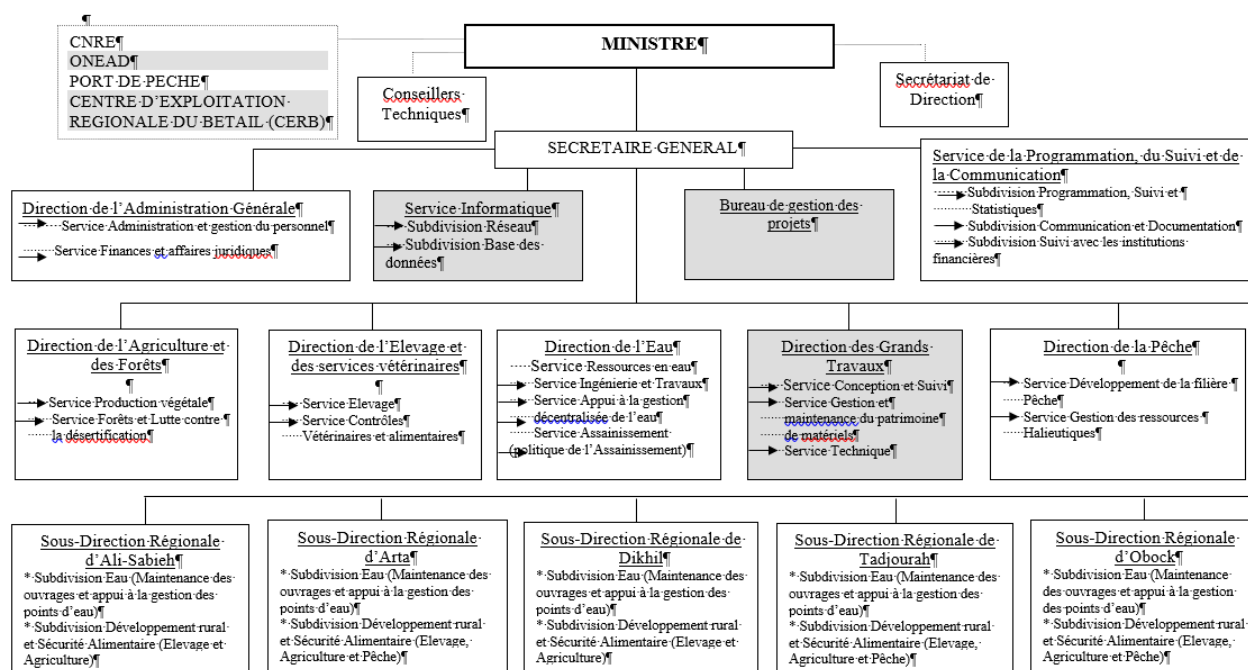 ¶
CNRE¶
ONEAD¶
PORT·DE·PECHE¶
CENTRE·D’EXPLOITATION·
REGIONALE·DU·BETAIL·(CERB)¶
MINISTRE¶
Conseillers·
Techniques¶
Secrétariat·de·
Direction¶
SECRETAIRE·GENERAL¶
Direction·de·l’Administration·Générale¶
Service·Administration·et·gestion·du·personnel¶
Service·Finances·et·affaires·juridiques¶
Service·Informatique¶
Subdivision·Réseau¶
Subdivision·Base·des·
données¶
Bureau·de·gestion·des·
projets¶
Service·de·la·Programmation,·du·Suivi·et·de·
la·Communication¶
Subdivision·Programmation,·Suivi·et¶
Statistiques¶
Subdivision·Communication·et·Documentation¶
Subdivision·Suivi·avec·les·institutions·
financières¶
Direction·de·l’Agriculture·et·
des·Forêts¶
¶
Service·Production·végétale¶
Service·Forêts·et·Lutte·contre·
la·désertification¶
Direction·de·l’Elevage·et·
des·services·vétérinaires¶
¶
Service·Elevage¶
Service·Contrôles¶
Vétérinaires·et·alimentaires¶
Direction·de·l’Eau¶
Service·Ressources·en·eau¶
Service·Ingénierie·et·Travaux¶
Service·Appui·à·la·gestion·
décentralisée·de·l’eau¶
Service·Assainissement·
(politique·de·l’Assainissement)¶
Direction·des·Grands·
Travaux¶
Service·Conception·et·Suivi¶
Service·Gestion·et¶
maintenance·du·patrimoine¶
de·matériels¶
Service·Technique¶
Direction·de·la·Pêche¶
¶
Service·Développement·de·la·filière¶
Pêche¶
Service·Gestion·des·ressources¶
Halieutiques¶
Sous-Direction·Régionale·
d’Ali-Sabieh¶
*·Subdivision·Eau·(Maintenance·des·
ouvrages·et·appui·à·la·gestion·des·
points·d’eau)¶
*·Subdivision·Développement·rural·
et·Sécurité·Alimentaire·(Elevage·et·
Agriculture)¶
Sous-Direction·Régionale·
d’Arta¶
*·Subdivision·Eau·(Maintenance·des·
ouvrages·et·appui·à·la·gestion·des·
points·d’eau)¶
*·Subdivision·Développement·rural·
et·Sécurité·Alimentaire·(Elevage,·
Agriculture·et·Pêche)¶
Sous-Direction·Régionale·de·
Dikhil¶
*·Subdivision·Eau·(Maintenance·des·
ouvrages·et·appui·à·la·gestion·des·
points·d’eau)¶
*·Subdivision·Développement·rural·
et·Sécurité·Alimentaire·(Elevage·et·
Agriculture)¶
Sous-Direction·Régionale·de·
Tadjourah¶
*·Subdivision·Eau·(Maintenance·des·
ouvrages·et·appui·à·la·gestion·des·
points·d’eau)¶
*·Subdivision·Développement·rural·
et·Sécurité·Alimentaire·(Elevage,·
Agriculture·et·Pêche)¶
Sous-Direction·Régionale·
d’Obock¶
*·Subdivision·Eau·(Maintenance·
des·ouvrages·et·appui·à·la·gestion·
des·points·d’eau)¶
*·Subdivision·Développement·rural·
et·Sécurité·Alimentaire·(Elevage,·
Agriculture·et·Pêche)¶